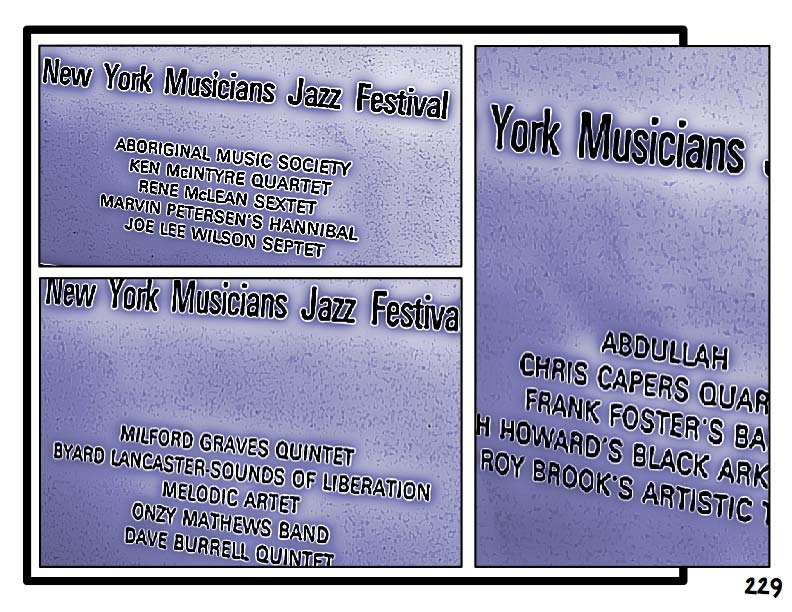 New York Musicians Jazz Festival
ABORIGINAL MUSIC SOCIETY
KEN McINTYRE QUARTET
RENE McLEAN SEXTET
MARVIN PETERSEN'S HANNIBAL
JOE LEE WILSON SEPTET
New York Musicians Jazz Festiva
MILFORD GRAVES QUINTET
BYARD LANCASTER-SOUNDS OF LIBERATION
MELODIC ARTET
ONZY MATHEWS BAND
DAVE BURRELL QUINTET
York Musicians J
ABDULLAH
CHRIS CAPERS QUAR
FRANK FOSTER'S BA
H HOWARD'S BLACK ARK
ROY BROOK'S ARTISTIC T
229